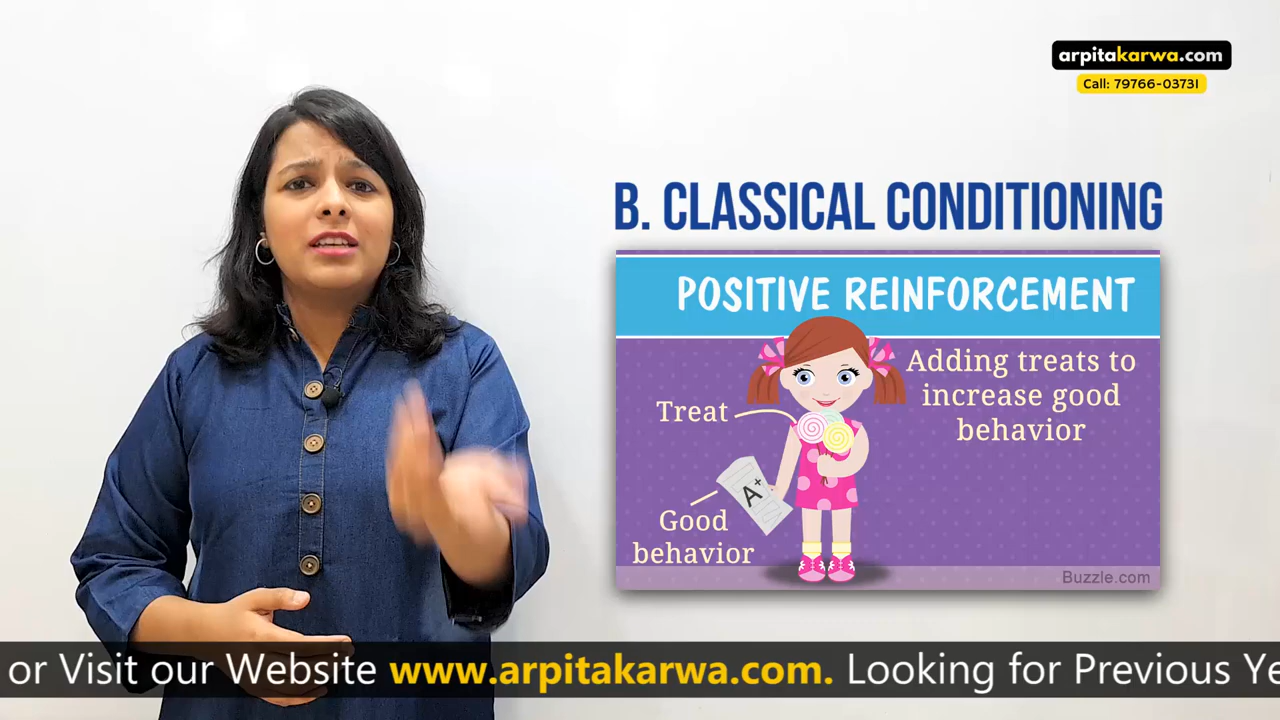 arpitakarwa.com
Call: 79766-03731
B. CLASSICAL CONDITIONING
POSITIVE REINFORCEMENT
Adding treats to
increase good
behavior
Treat
A+
Good
behavior
Buzzle.com
or Visit our Website www.arpitakarwa.com. Looking for Previous Ye